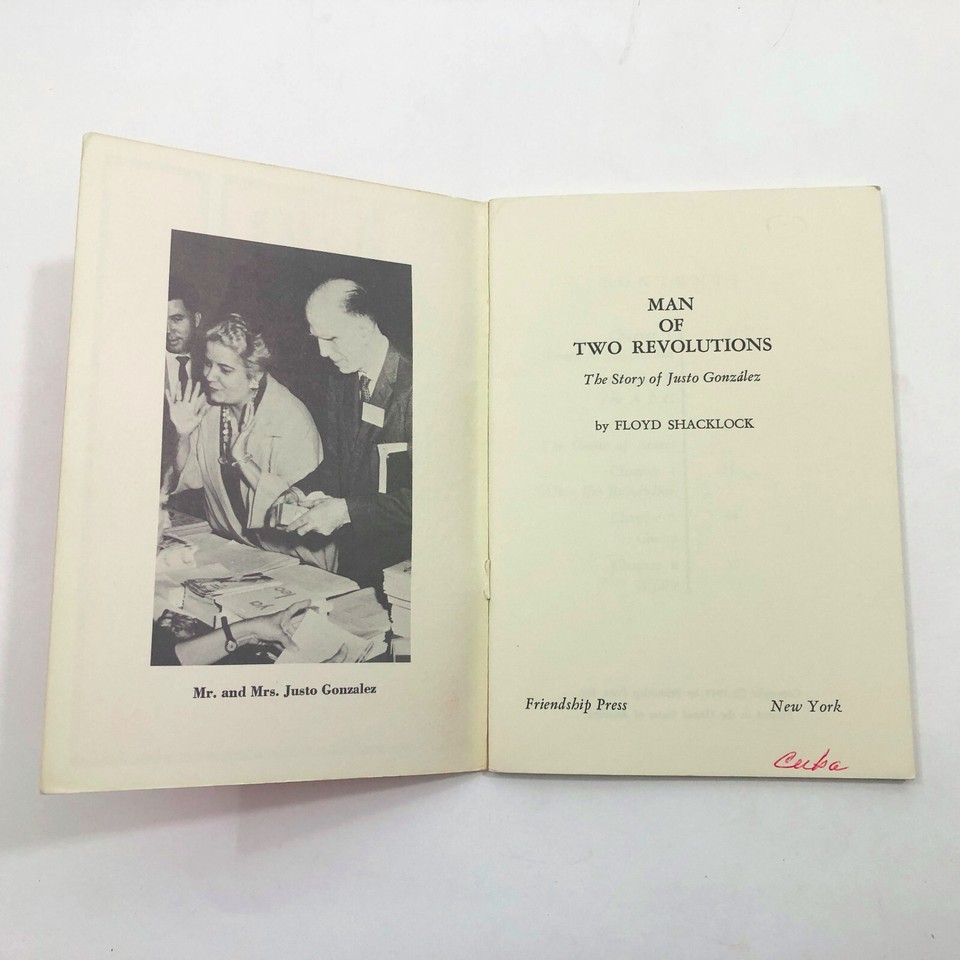 Mr. and Mrs. Justo Gonzalez
MAN
OF
TWO REVOLUTIONS
The Story of Justo González
by FLOYD SHACKLOCK
Friendship Press New York
Cuba